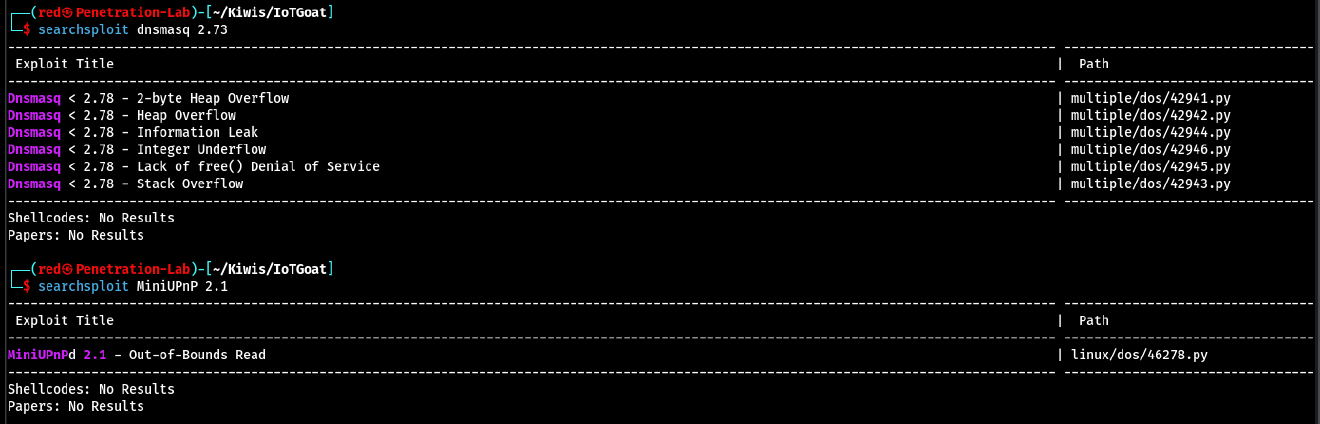 ┌──(red㉿Penetration-Lab)-[~/Kiwis/IoTGoat]
└─$ searchsploit dnsmasq 2.73
Exploit Title | Path
Dnsmasq < 2.78 - 2-byte Heap Overflow | multiple/dos/42941.py
Dnsmasq < 2.78 - Heap Overflow | multiple/dos/42942.py
Dnsmasq < 2.78 - Information Leak | multiple/dos/42944.py
Dnsmasq < 2.78 - Integer Underflow | multiple/dos/42946.py
Dnsmasq < 2.78 - Lack of free() Denial of Service | multiple/dos/42945.py
Dnsmasq < 2.78 - Stack Overflow | multiple/dos/42943.py
Shellcodes: No Results
Papers: No Results
┌──(red㉿Penetration-Lab)-[~/Kiwis/IoTGoat]
└─$ searchsploit MiniUPnP 2.1
Exploit Title | Path
MiniUPnPd 2.1 - Out-of-Bounds Read | linux/dos/46278.py
Shellcodes: No Results
Papers: No Results